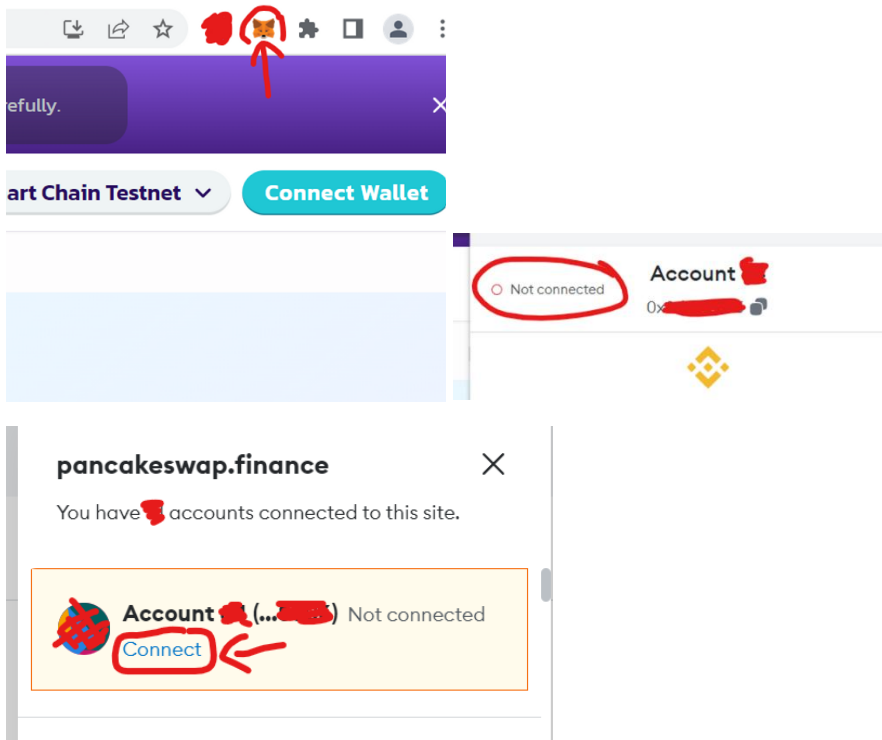 efully.
art Chain Testnet
Connect Wallet
Not connected
Account
0x
pancakeswap.finance
You have accounts connected to this site.
Account (... ) Not connected
Connect